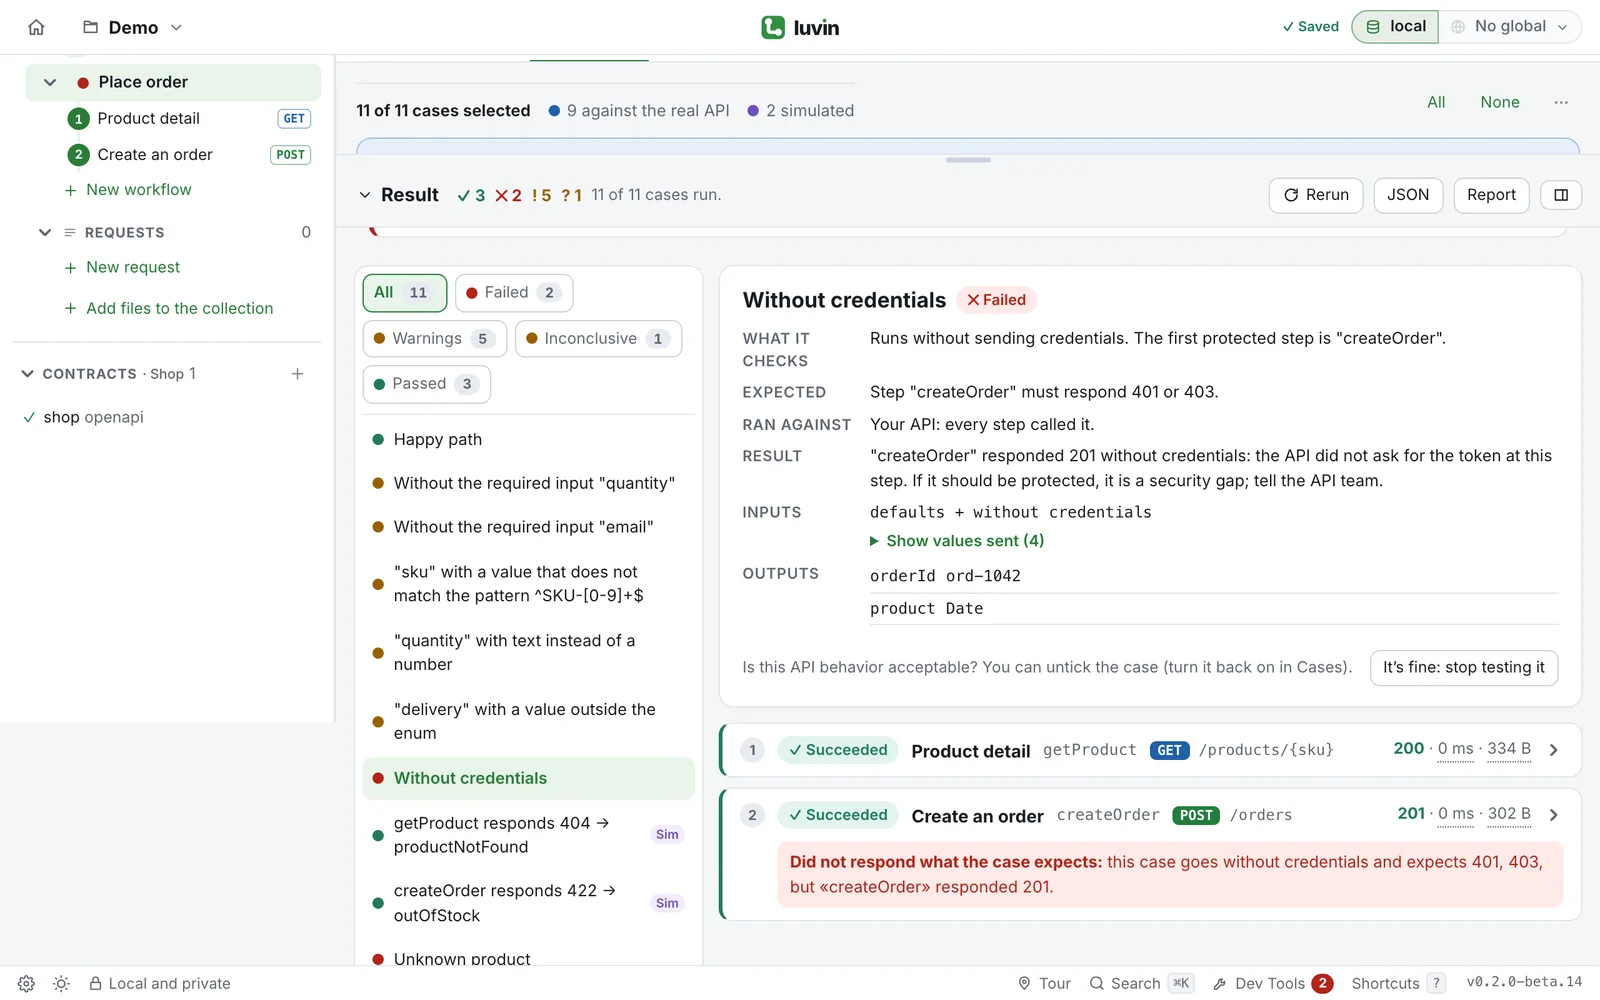 Demo
luvin
Saved
local
No global
Place order
1 Product detail GET
2 Create an order POST
+ New workflow
REQUESTS 0
+ New request
+ Add files to the collection
CONTRACTS · Shop 1 +
shop openapi
11 of 11 cases selected 9 against the real API 2 simulated
All None ...
Result ✓ 3 ✕ 2 ! 5 ? 1 11 of 11 cases run.
Rerun JSON Report
All 11 Failed 2
Warnings 5 Inconclusive 1
Passed 3
Happy path
Without the required input "quantity"
Without the required input "email"
"sku" with a value that does not
match the pattern ^SKU-[0-9]+$
"quantity" with text instead of a
number
"delivery" with a value outside the
enum
Without credentials
getProduct responds 404 →
productNotFound
Sim
createOrder responds 422 →
outOfStock
Sim
Unknown product
Without credentials ✕ Failed
WHAT IT
CHECKS
Runs without sending credentials. The first protected step is "createOrder".
EXPECTED Step "createOrder" must respond 401 or 403.
RAN AGAINST Your API: every step called it.
RESULT "createOrder" responded 201 without credentials: the API did not ask for the token at this
step. If it should be protected, it is a security gap; tell the API team.
INPUTS defaults + without credentials
Show values sent (4)
OUTPUTS orderId ord-1042
product Date
Is this API behavior acceptable? You can untick the case (turn it back on in Cases). It's fine: stop testing it
1 ✓ Succeeded Product detail getProduct GET /products/{sku} 200 · 0 ms · 334 B
2 ✓ Succeeded Create an order createOrder POST /orders 201 · 0 ms · 302 B
Did not respond what the case expects: this case goes without credentials and expects 401, 403,
but «createOrder» responded 201.
Local and private
Tour Search ⌘K Dev Tools 2 Shortcuts ? v0.2.0-beta.14